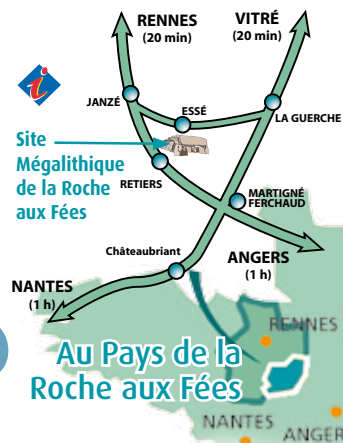 RENNES
(20 min)
VITRÉ
(20 min)
i
JANZÉ
ESSÉ
LA GUERCHE
Site
Mégalithique
de la Roche
aux Fées
RETIERS
MARTIGNÉ
FERCHAUD
Châteaubriant
ANGERS
(1 h)
NANTES
(1 h)
RENNES
Au Pays de la
Roche aux Fées
NANTES
ANGER